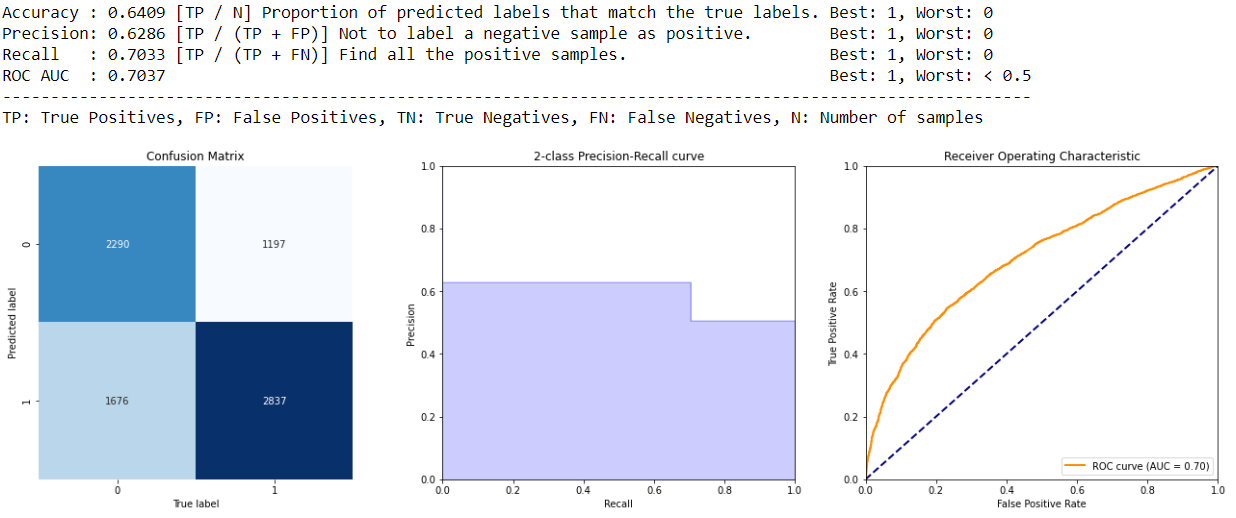 Accuracy : 0.6409 [TP / N] Proportion of predicted labels that match the true labels. Best: 1, Worst: 0
Precision: 0.6286 [TP / (TP + FP)] Not to label a negative sample as positive. Best: 1, Worst: 0
Recall : 0.7033 [TP / (TP + FN)] Find all the positive samples. Best: 1, Worst: 0
ROC AUC : 0.7037 Best: 1, Worst: < 0.5
-----------------------------------------------------------------------------------------------------------
TP: True Positives, FP: False Positives, TN: True Negatives, FN: False Negatives, N: Number of samples
Confusion Matrix
Predicted label
0
1
2290 1197
1676 2837
0 1
True label
2-class Precision-Recall curve
Precision
1.0
0.8
0.6
0.4
0.2
0.0
0.0 0.2 0.4 0.6 0.8 1.0
Recall
Receiver Operating Characteristic
True Positive Rate
1.0
0.8
0.6
0.4
0.2
0.0
ROC curve (AUC = 0.70)
0.0 0.2 0.4 0.6 0.8 1.0
False Positive Rate